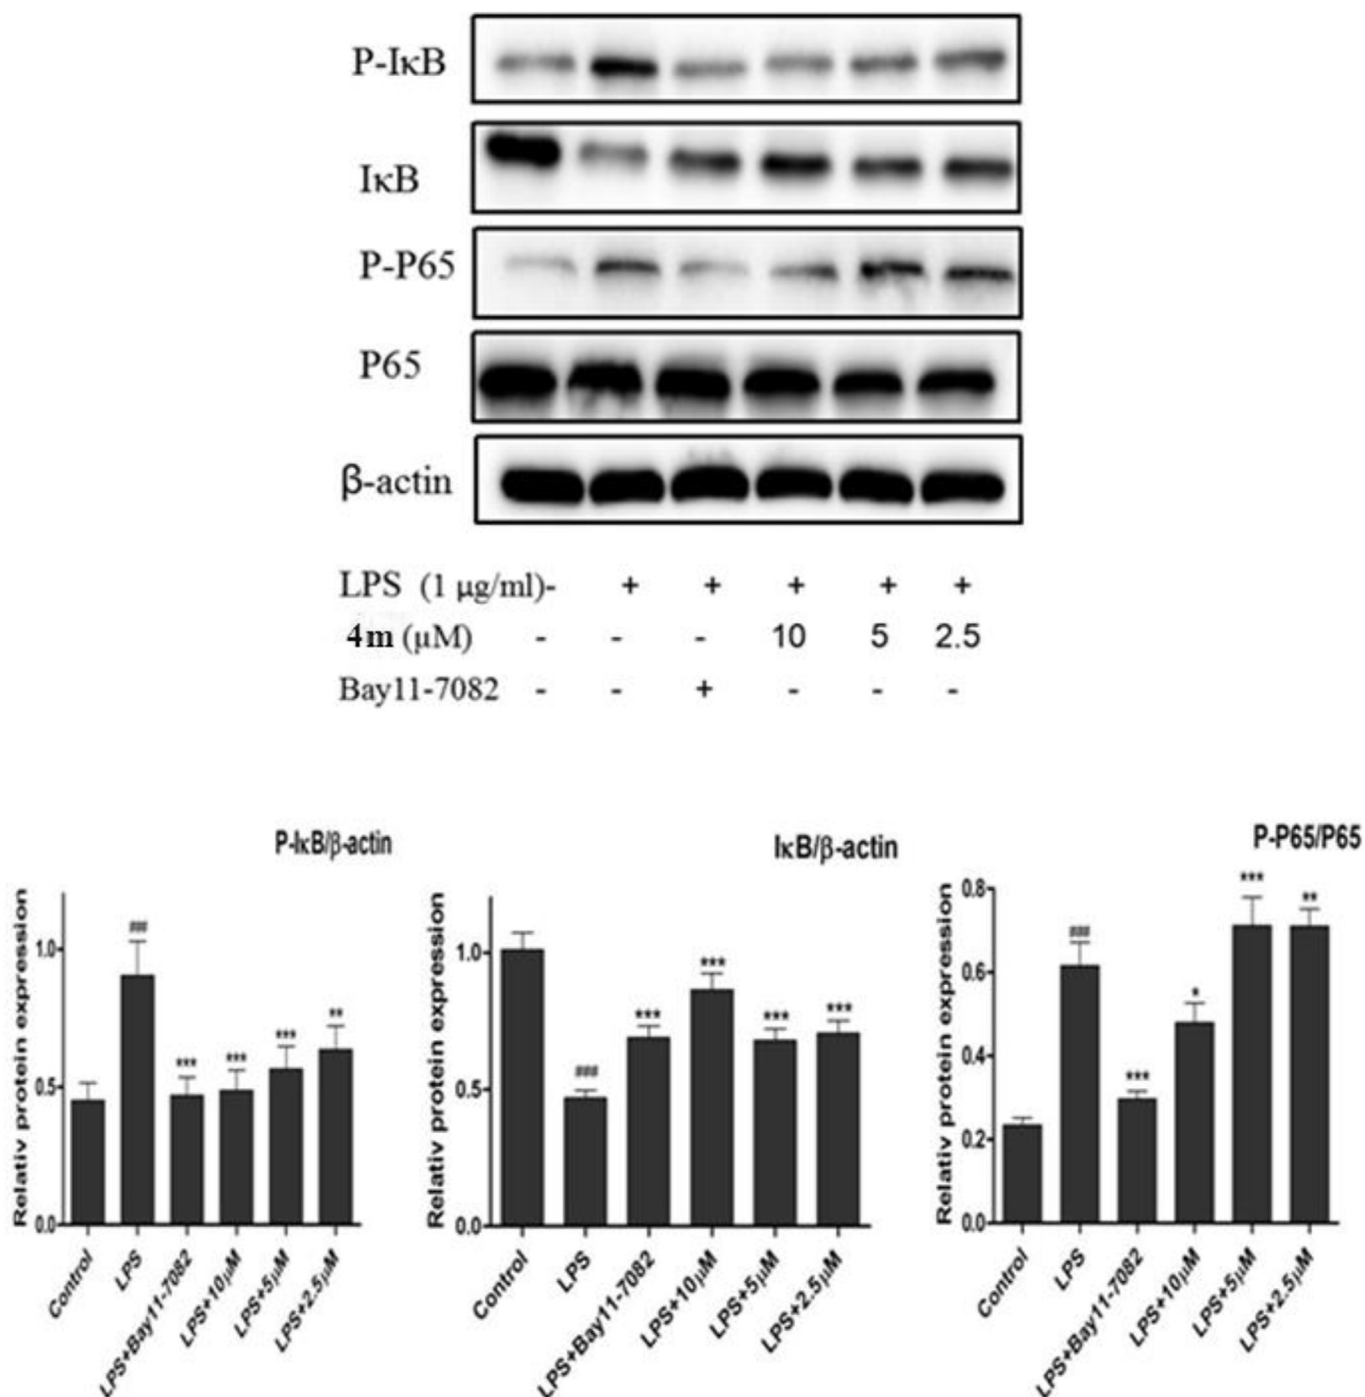 P-IκB
IκB
P-P65
P65
β-actin
LPS (1 μg/ml)- + + + + +
4m (μM) - - - 10 5 2.5
Bay11-7082 - - + - - -
P-IκB/β-actin
Relativ protein expression
1.0
0.5
0.0
###
***
***
***
**
Control
LPS
LPS+Bay11-7082
LPS+10μM
LPS+5μM
LPS+2.5μM
IκB/β-actin
Relativ protein expression
1.0
0.5
0.0
###
***
***
***
***
Control
LPS
LPS+Bay11-7082
LPS+10μM
LPS+5μM
LPS+2.5μM
P-P65/P65
Relativ protein expression
0.8
0.6
0.4
0.2
0.0
###
***
*
***
**
Control
LPS
LPS+Bay11-7082
LPS+10μM
LPS+5μM
LPS+2.5μM